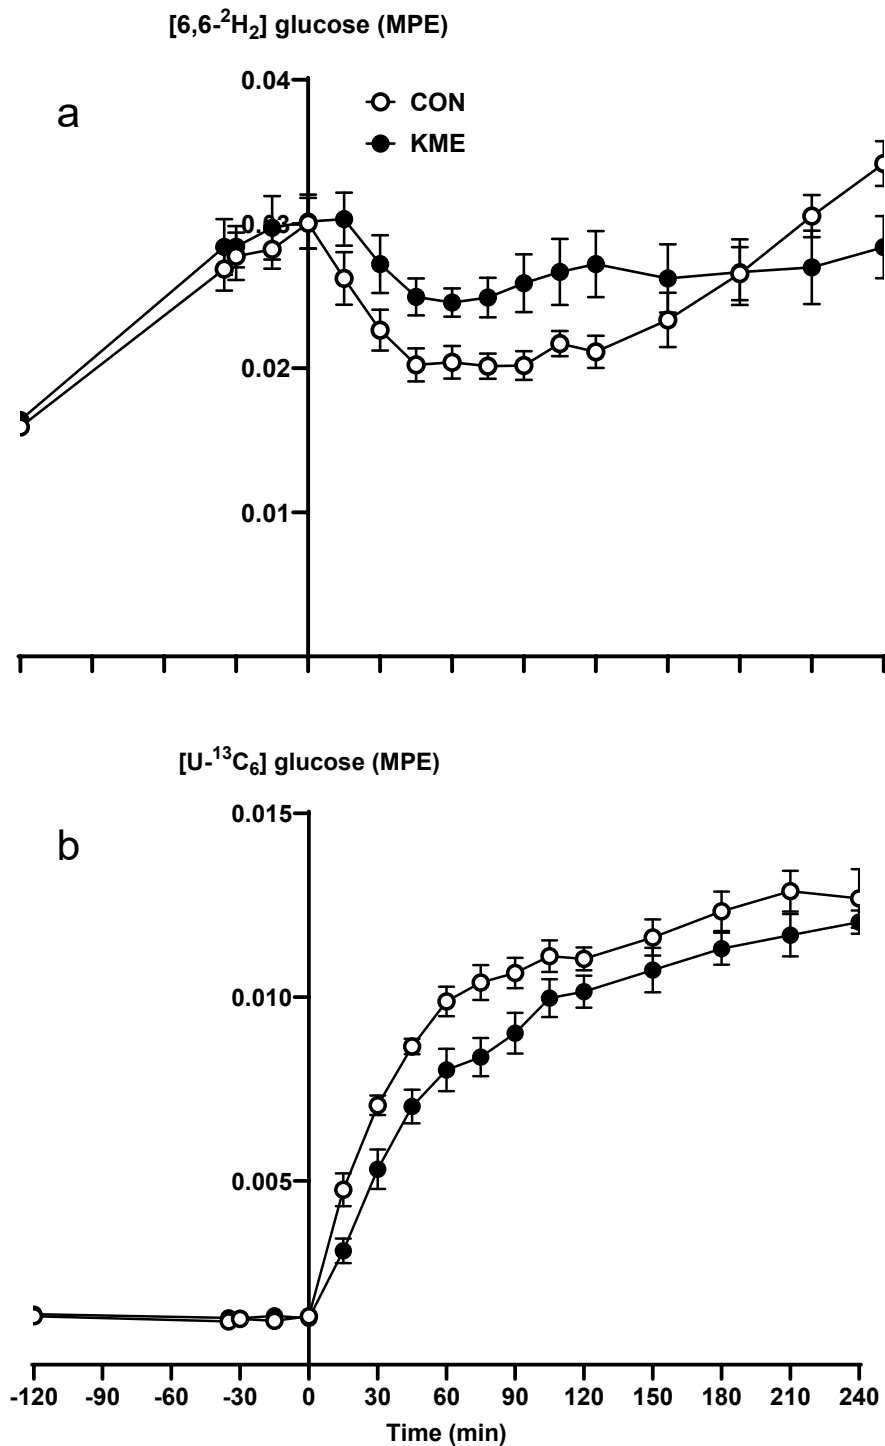 [6,6-²H₂] glucose (MPE)
0.04
a
CON
KME
0.03
0.02
0.01
[U-¹³C₆] glucose (MPE)
0.015
b
0.010
0.005
-120 -90 -60 -30 0 30 60 90 120 150 180 210 240
Time (min)